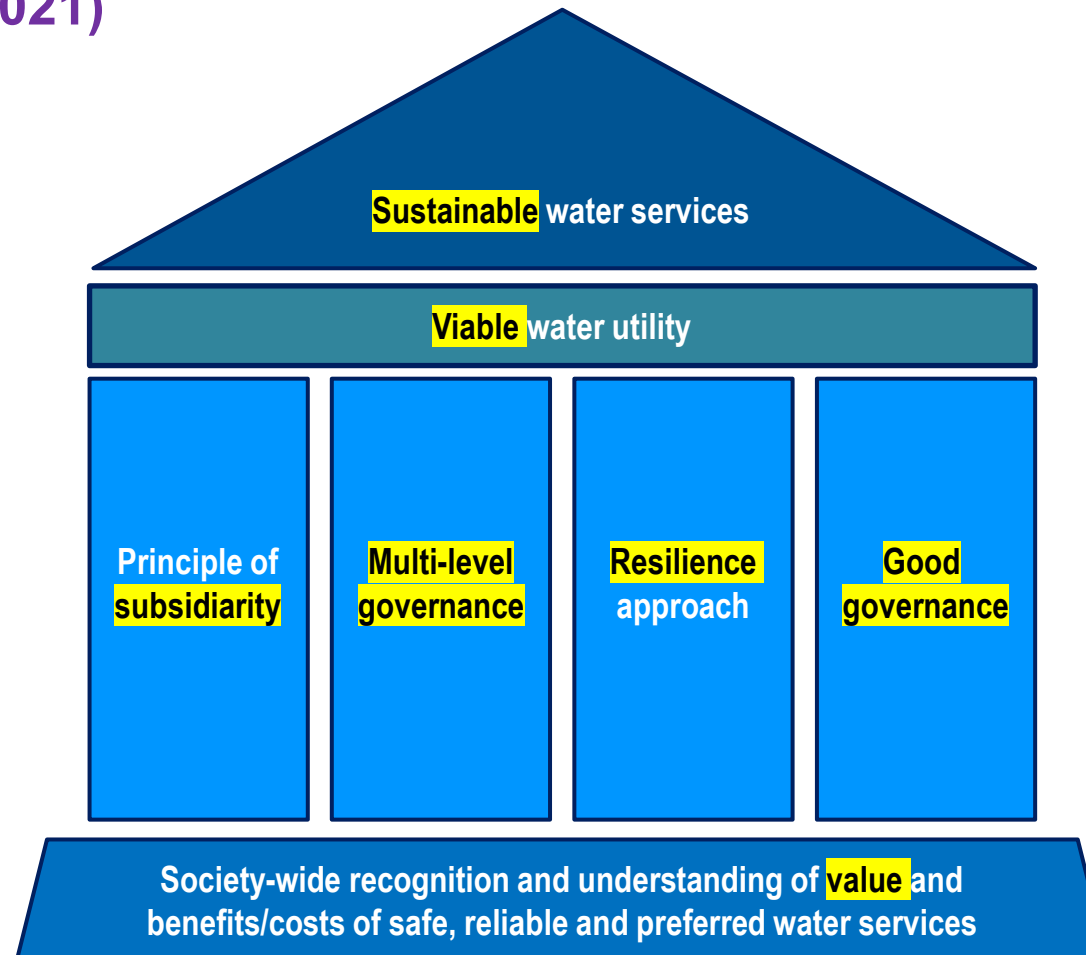 021)
Sustainable water services
Viable water utility
Principle of
subsidiarity
Multi-level
governance
Resilience
approach
Good
governance
Society-wide recognition and understanding of value and
benefits/costs of safe, reliable and preferred water services